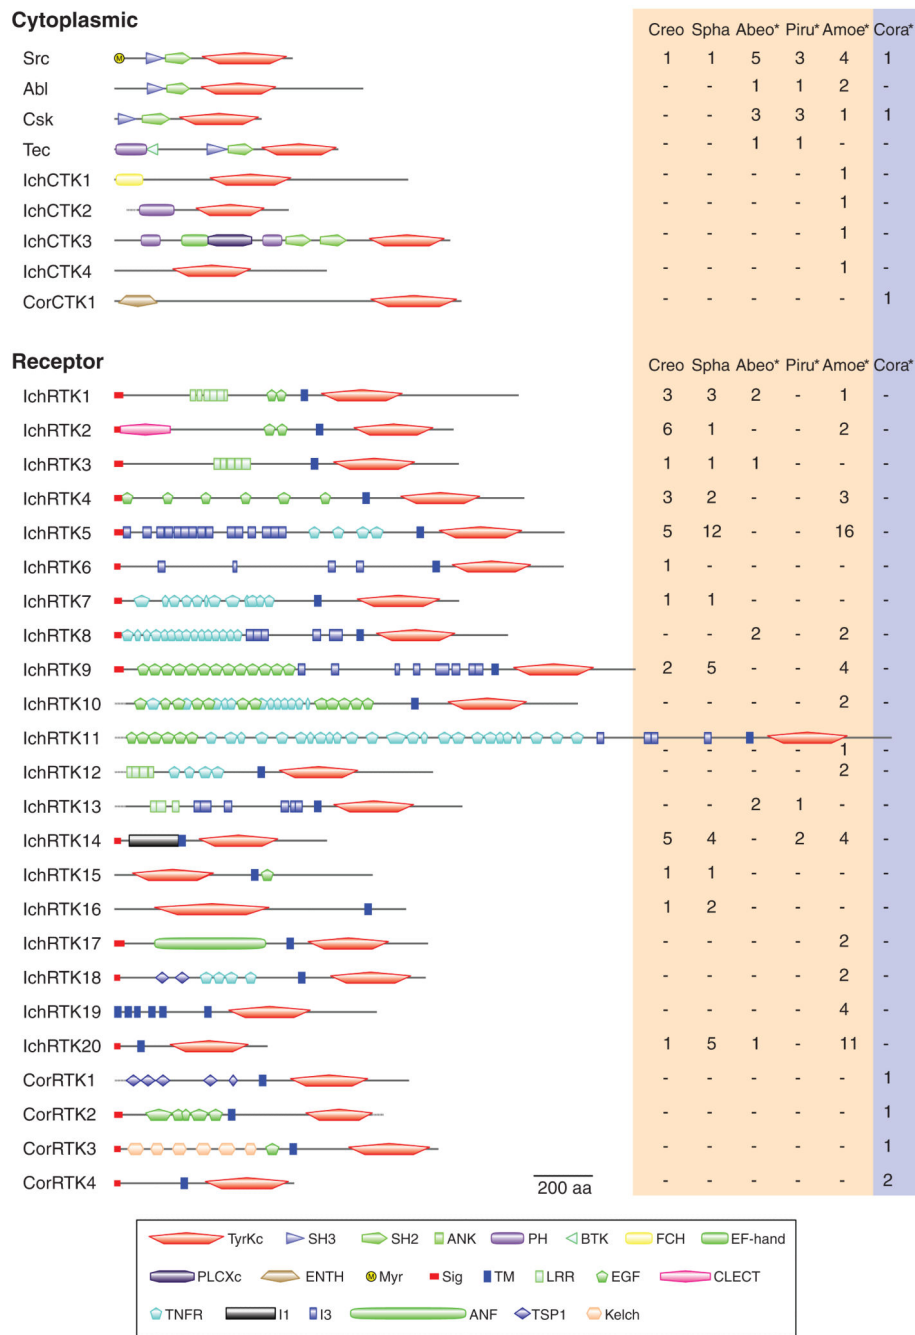 Cytoplasmic
Creo Spha Abeo* Piru* Amoe* Cora*
Src M 1 1 5 3 4 1
Abl - - 1 1 2 -
Csk - - 3 3 1 1
Tec - - 1 1 - -
IchCTK1 - - - - 1 -
IchCTK2 - - - - 1 -
IchCTK3 - - - - 1 -
IchCTK4 - - - - 1 -
CorCTK1 - - - - - 1
Receptor
Creo Spha Abeo* Piru* Amoe* Cora*
IchRTK1 3 3 2 - 1 -
IchRTK2 6 1 - - 2 -
IchRTK3 1 1 1 - - -
IchRTK4 3 2 - - 3 -
IchRTK5 5 12 - - 16 -
IchRTK6 1 - - - - -
IchRTK7 1 1 - - - -
IchRTK8 - - 2 - 2 -
IchRTK9 2 5 - - 4 -
IchRTK10 - - - - 2 -
IchRTK11 - - - - 1 -
IchRTK12 - - - - 2 -
IchRTK13 - - 2 1 - -
IchRTK14 5 4 - 2 4 -
IchRTK15 1 1 - - - -
IchRTK16 1 2 - - - -
IchRTK17 - - - - 2 -
IchRTK18 - - - - 2 -
IchRTK19 - - - - 4 -
IchRTK20 1 5 1 - 11 -
CorRTK1 - - - - - 1
CorRTK2 - - - - - 1
CorRTK3 - - - - - 1
CorRTK4 - - - - - 2
200 aa
TyrKc SH3 SH2 ANK PH BTK FCH EF-hand
PLCXc ENTH M Myr Sig TM LRR EGF CLECT
TNFR I1 I3 ANF TSP1 Kelch